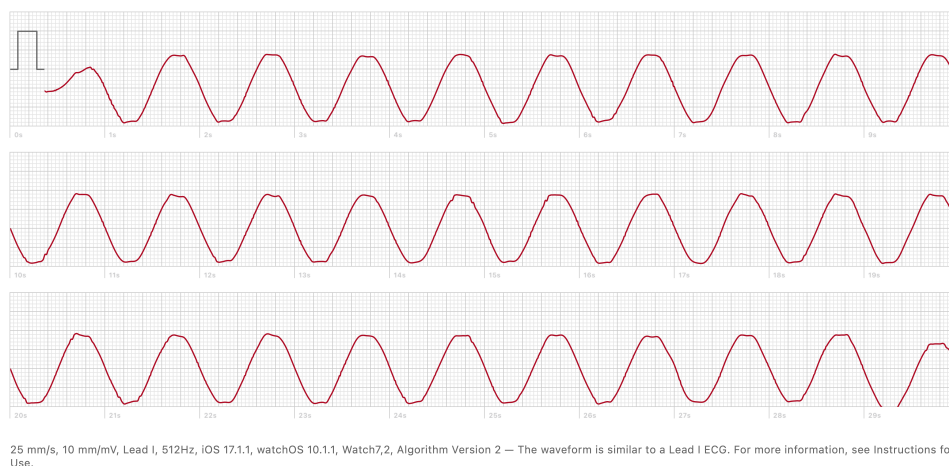 0s 1s 2s 3s 4s 5s 6s 7s 8s 9s
10s 11s 12s 13s 14s 15s 16s 17s 18s 19s
20s 21s 22s 23s 24s 25s 26s 27s 28s 29s
25 mm/s, 10 mm/mV, Lead I, 512Hz, iOS 17.1.1, watchOS 10.1.1, Watch7,2, Algorithm Version 2 — The waveform is similar to a Lead I ECG. For more information, see Instructions fo
Use.